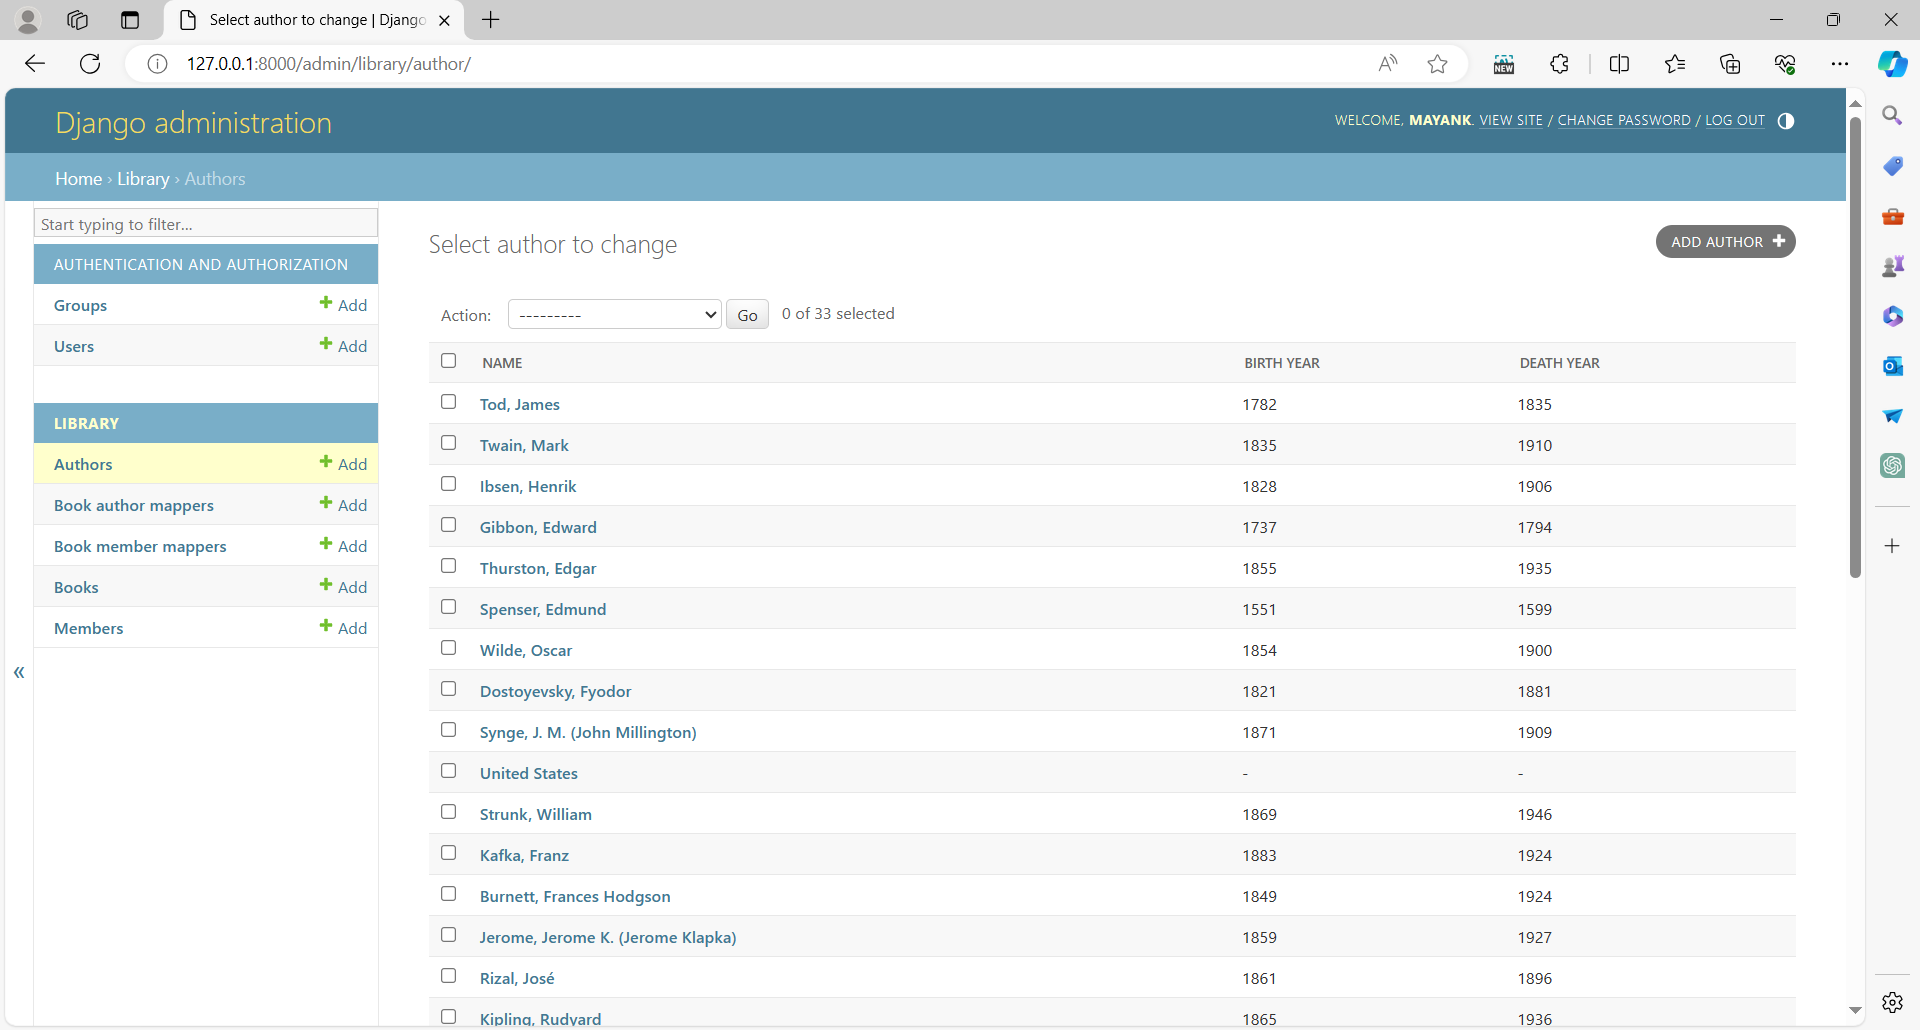 Select author to change | Django
127.0.0.1:8000/admin/library/author/
NEW
Django administration
WELCOME, MAYANK. VIEW SITE / CHANGE PASSWORD / LOG OUT
Home › Library › Authors
Start typing to filter...
AUTHENTICATION AND AUTHORIZATION
Groups + Add
Users + Add
LIBRARY
Authors + Add
Book author mappers + Add
Book member mappers + Add
Books + Add
Members + Add
«
Select author to change
ADD AUTHOR +
Action: --------- Go 0 of 33 selected
NAME BIRTH YEAR DEATH YEAR
Tod, James 1782 1835
Twain, Mark 1835 1910
Ibsen, Henrik 1828 1906
Gibbon, Edward 1737 1794
Thurston, Edgar 1855 1935
Spenser, Edmund 1551 1599
Wilde, Oscar 1854 1900
Dostoyevsky, Fyodor 1821 1881
Synge, J. M. (John Millington) 1871 1909
United States - -
Strunk, William 1869 1946
Kafka, Franz 1883 1924
Burnett, Frances Hodgson 1849 1924
Jerome, Jerome K. (Jerome Klapka) 1859 1927
Rizal, José 1861 1896
Kipling, Rudyard 1865 1936